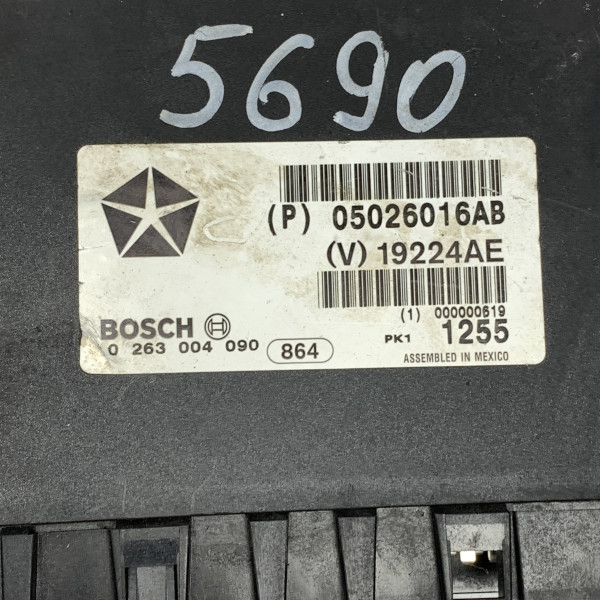 5690
(P) 05026016AB
(V) 19224AE
(1) 000000619
BOSCH
PK1 1255
0 263 004 090 864
ASSEMBLED IN MEXICO